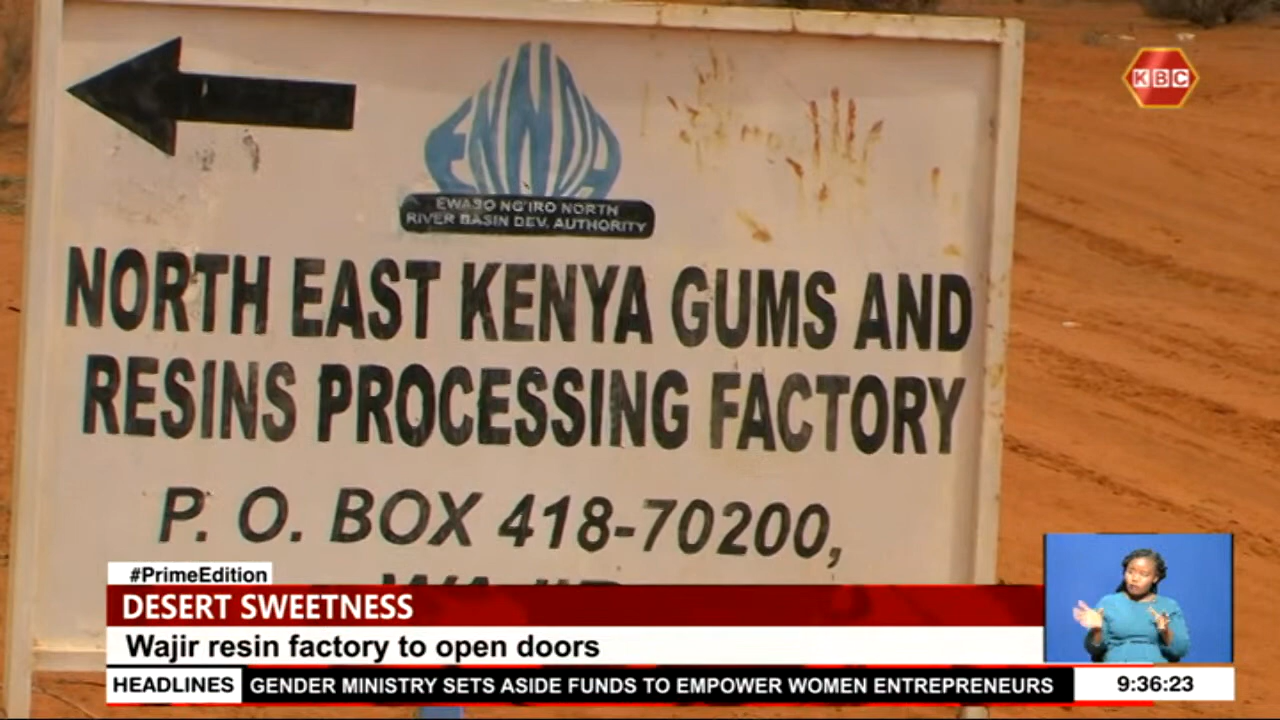 KBC
ENNDA
EWASO NG'IRO NORTH
RIVER BASIN DEV. AUTHORITY
NORTH EAST KENYA GUMS AND
RESINS PROCESSING FACTORY
P. O. BOX 418-70200,
#PrimeEdition
DESERT SWEETNESS
Wajir resin factory to open doors
HEADLINES GENDER MINISTRY SETS ASIDE FUNDS TO EMPOWER WOMEN ENTREPRENEURS 9:36:23